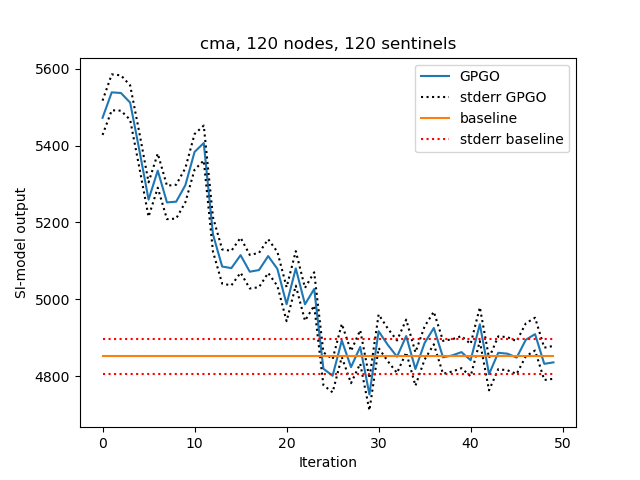 cma, 120 nodes, 120 sentinels
5600
5400
5200
5000
4800
SI-model output
GPGO
stderr GPGO
baseline
stderr baseline
0 10 20 30 40 50
Iteration